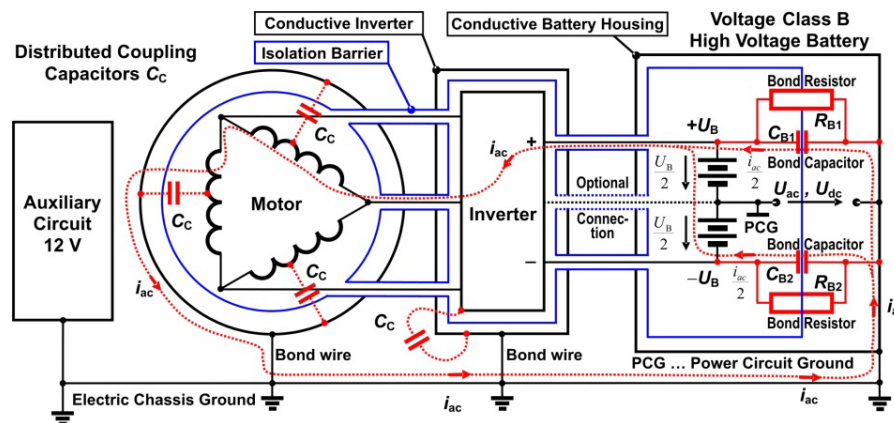 Conductive Inverter
Conductive Battery Housing
Voltage Class B
High Voltage Battery
Distributed Coupling
Capacitors CC
Isolation Barrier
Bond Resistor
CC
iac
+
+UB
CB1
RB1
Bond Capacitor
UB
2
iac
2
Auxiliary
Circuit
12 V
CC
Motor
Inverter
Optional
Connec-
tion
Uac , Udc
PCG
UB
2
Bond Capacitor
CC
–
–UB
iac
2
CB2
RB2
Bond Resistor
iac
CC
Bond wire
Bond wire
PCG ... Power Circuit Ground
Electric Chassis Ground
iac